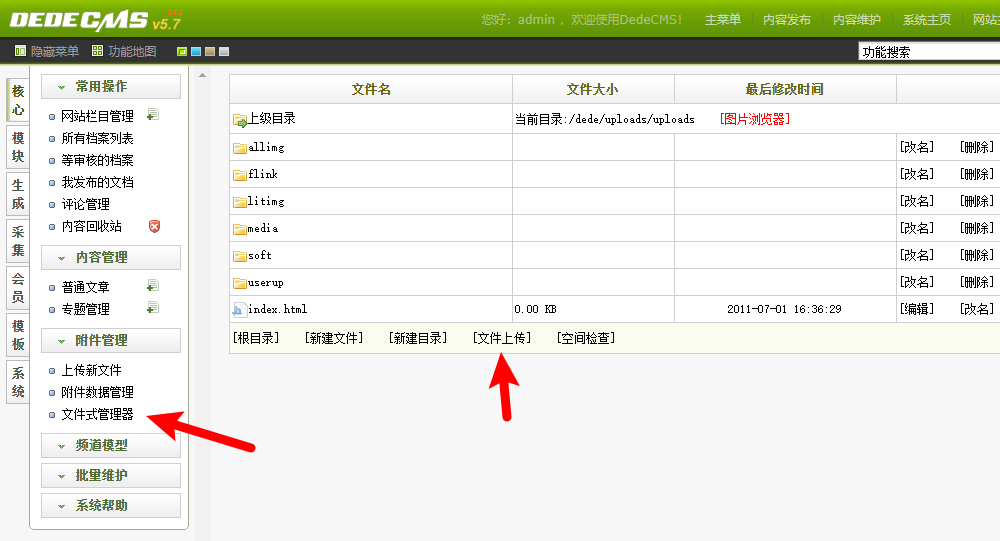 DEDECMS v5.7 SP2
您好: admin ，欢迎使用DedeCMS! 主菜单 内容发布 内容维护 系统主页 网站主
隐藏菜单 功能地图
功能搜索
核心
模块
生成
采集
会员
模板
系统
常用操作
网站栏目管理
所有档案列表
等审核的档案
我发布的文档
评论管理
内容回收站
内容管理
普通文章
专题管理
附件管理
上传新文件
附件数据管理
文件式管理器
频道模型
批量维护
系统帮助
文件名 文件大小 最后修改时间
上级目录 当前目录:/dede/uploads/uploads [图片浏览器]
allimg [改名] [删除]
flink [改名] [删除]
litimg [改名] [删除]
media [改名] [删除]
soft [改名] [删除]
userup [改名] [删除]
index.html 0.00 KB 2011-07-01 16:36:29 [编辑] [改名]
[根目录] [新建文件] [新建目录] [文件上传] [空间检查]